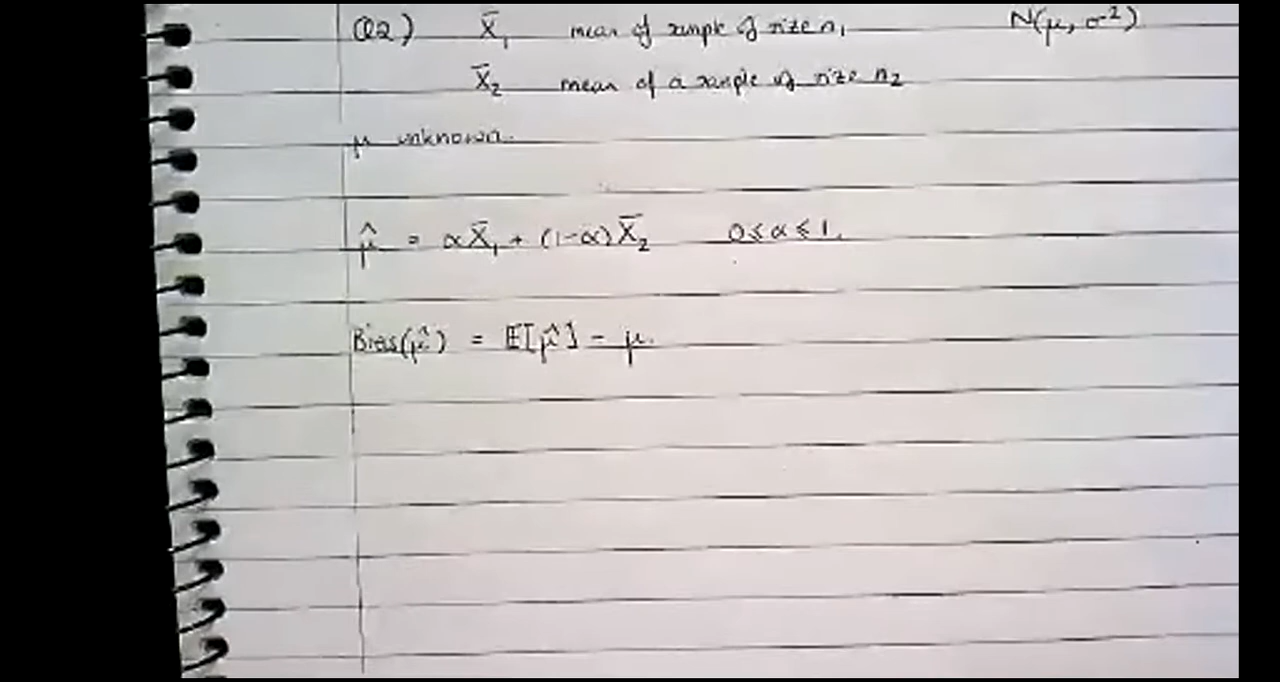 Q2) X̄₁ mean of sample of size n₁ N(μ, σ²)
X̄₂ mean of a sample of size n₂
μ unknown.
μ̂ = αX̄₁ + (1-α)X̄₂ 0 ≤ α ≤ 1.
Bias(μ̂) = 𝔼[μ̂] - μ.